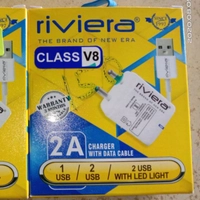 riviera
THE BRAND OF NEW ERA
CLASS V8
WARRANTY
2A
CHARGER
WITH DATA CABLE
1
USB
2
USB
2 USB
WITH LED LIGHT